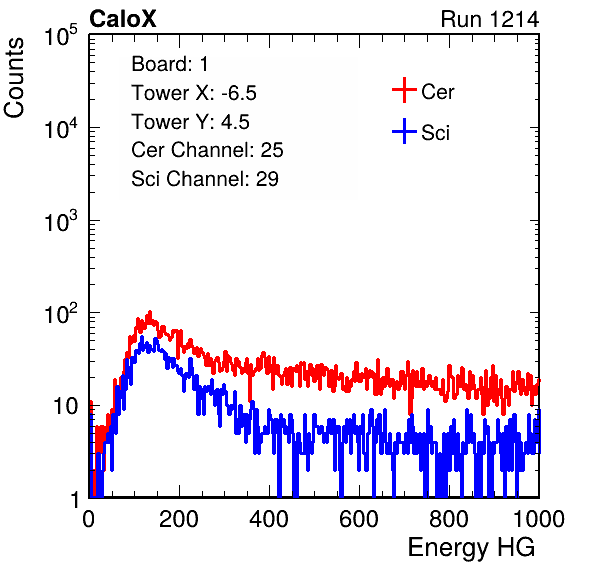 CaloX Run 1214
Counts
10^5
10^4
10^3
10^2
10
1
Board: 1
Tower X: -6.5
Tower Y: 4.5
Cer Channel: 25
Sci Channel: 29
Cer
Sci
0 200 400 600 800 1000
Energy HG